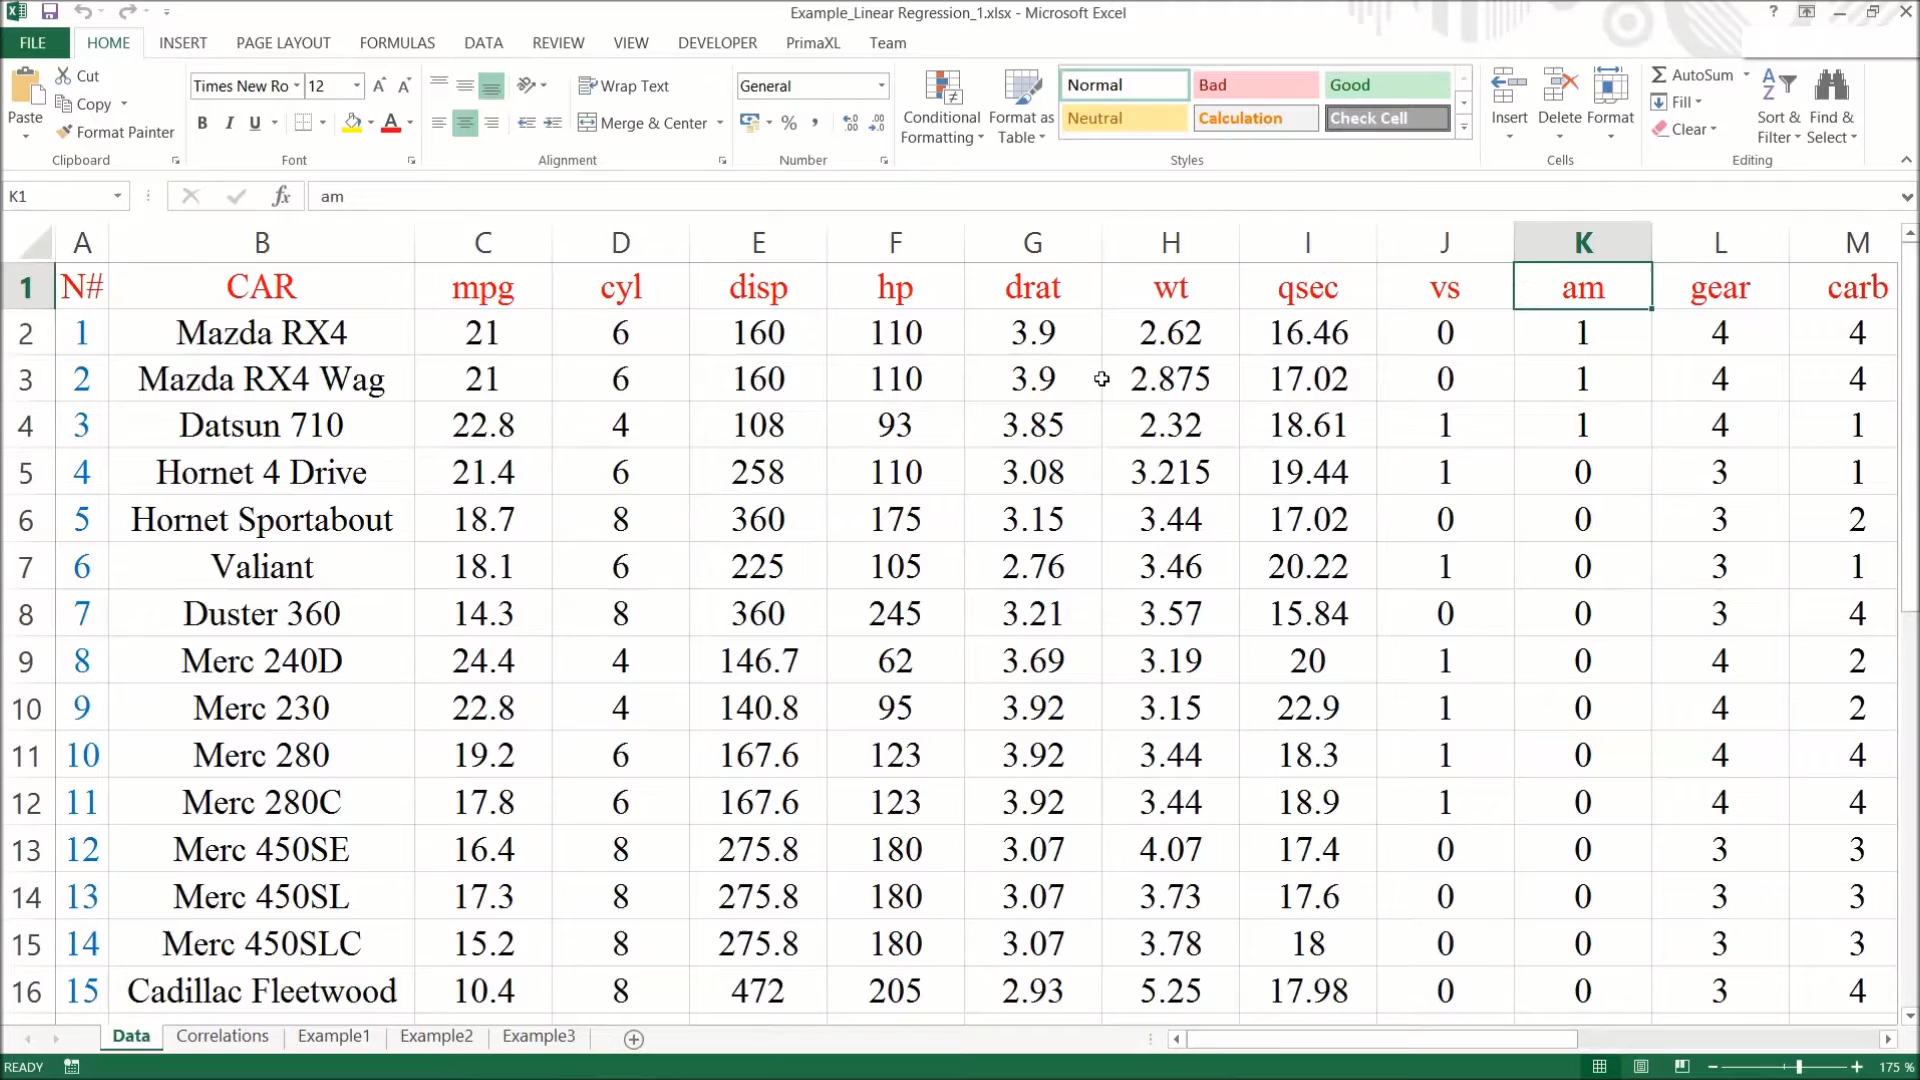 Example_Linear Regression_1.xlsx - Microsoft Excel
FILE HOME INSERT PAGE LAYOUT FORMULAS DATA REVIEW VIEW DEVELOPER PrimaXL Team
Paste Cut Copy Format Painter
Times New Ro 12
B I U
Wrap Text
Merge & Center
General
Conditional Formatting
Format as Table
Normal Bad Good
Neutral Calculation Check Cell
Insert Delete Format
AutoSum
Fill
Clear
Sort & Filter
Find & Select
Clipboard Font Alignment Number Styles Cells Editing
K1 fx am
A B C D E F G H I J K L M
1 N# CAR mpg cyl disp hp drat wt qsec vs am gear carb
2 1 Mazda RX4 21 6 160 110 3.9 2.62 16.46 0 1 4 4
3 2 Mazda RX4 Wag 21 6 160 110 3.9 2.875 17.02 0 1 4 4
4 3 Datsun 710 22.8 4 108 93 3.85 2.32 18.61 1 1 4 1
5 4 Hornet 4 Drive 21.4 6 258 110 3.08 3.215 19.44 1 0 3 1
6 5 Hornet Sportabout 18.7 8 360 175 3.15 3.44 17.02 0 0 3 2
7 6 Valiant 18.1 6 225 105 2.76 3.46 20.22 1 0 3 1
8 7 Duster 360 14.3 8 360 245 3.21 3.57 15.84 0 0 3 4
9 8 Merc 240D 24.4 4 146.7 62 3.69 3.19 20 1 0 4 2
10 9 Merc 230 22.8 4 140.8 95 3.92 3.15 22.9 1 0 4 2
11 10 Merc 280 19.2 6 167.6 123 3.92 3.44 18.3 1 0 4 4
12 11 Merc 280C 17.8 6 167.6 123 3.92 3.44 18.9 1 0 4 4
13 12 Merc 450SE 16.4 8 275.8 180 3.07 4.07 17.4 0 0 3 3
14 13 Merc 450SL 17.3 8 275.8 180 3.07 3.73 17.6 0 0 3 3
15 14 Merc 450SLC 15.2 8 275.8 180 3.07 3.78 18 0 0 3 3
16 15 Cadillac Fleetwood 10.4 8 472 205 2.93 5.25 17.98 0 0 3 4
Data Correlations Example1 Example2 Example3
READY 175 %